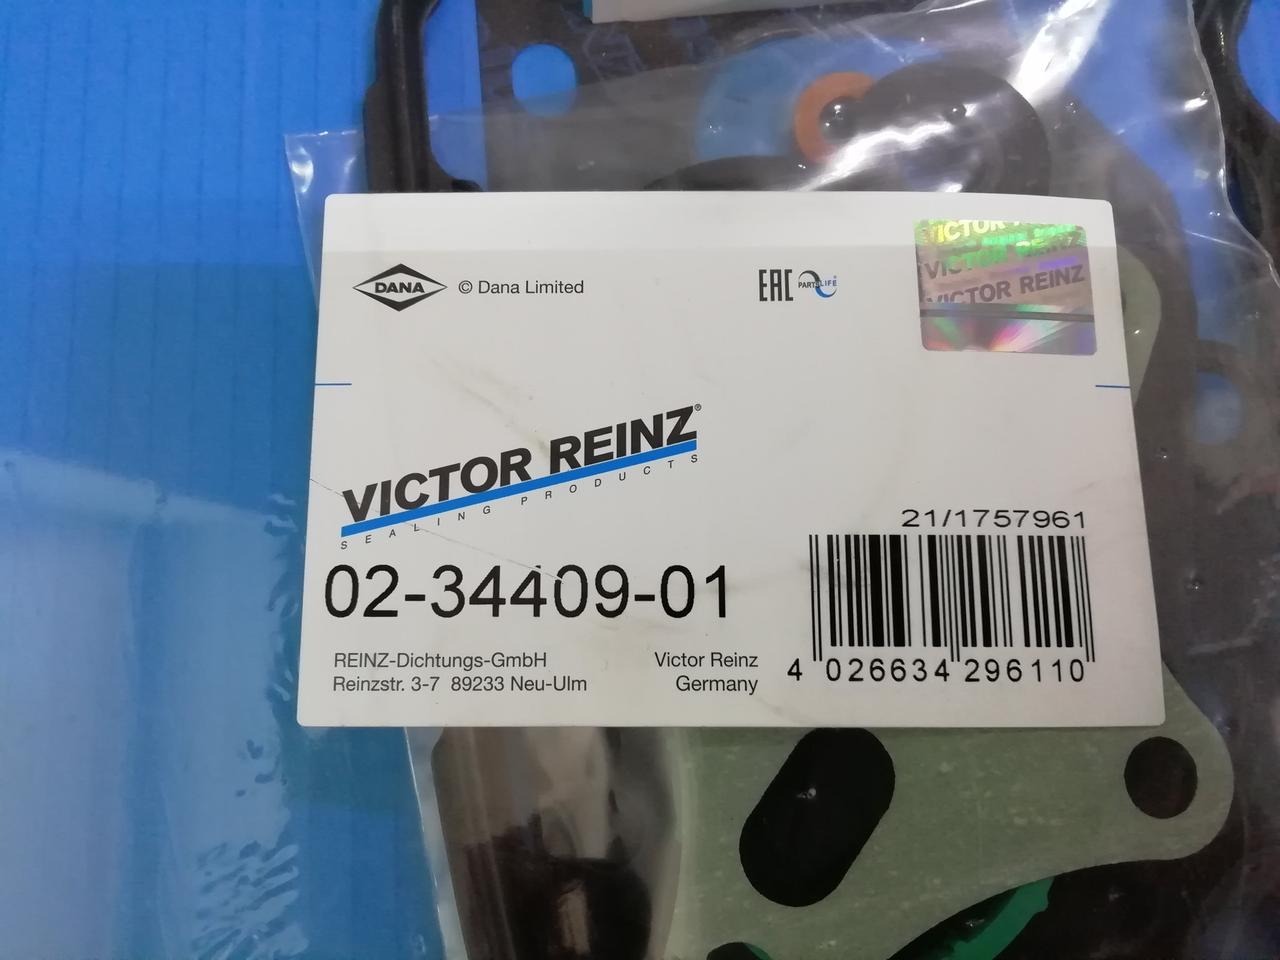 DANA
© Dana Limited
EAC
PARTSLIFE®
VICTOR REINZ
VICTOR REINZ
VICTOR REINZ
VICTOR REINZ®
SEALING PRODUCTS
02-34409-01
21/1757961
REINZ-Dichtungs-GmbH
Reinzstr. 3-7 89233 Neu-Ulm
Victor Reinz
Germany
4 026634 296110